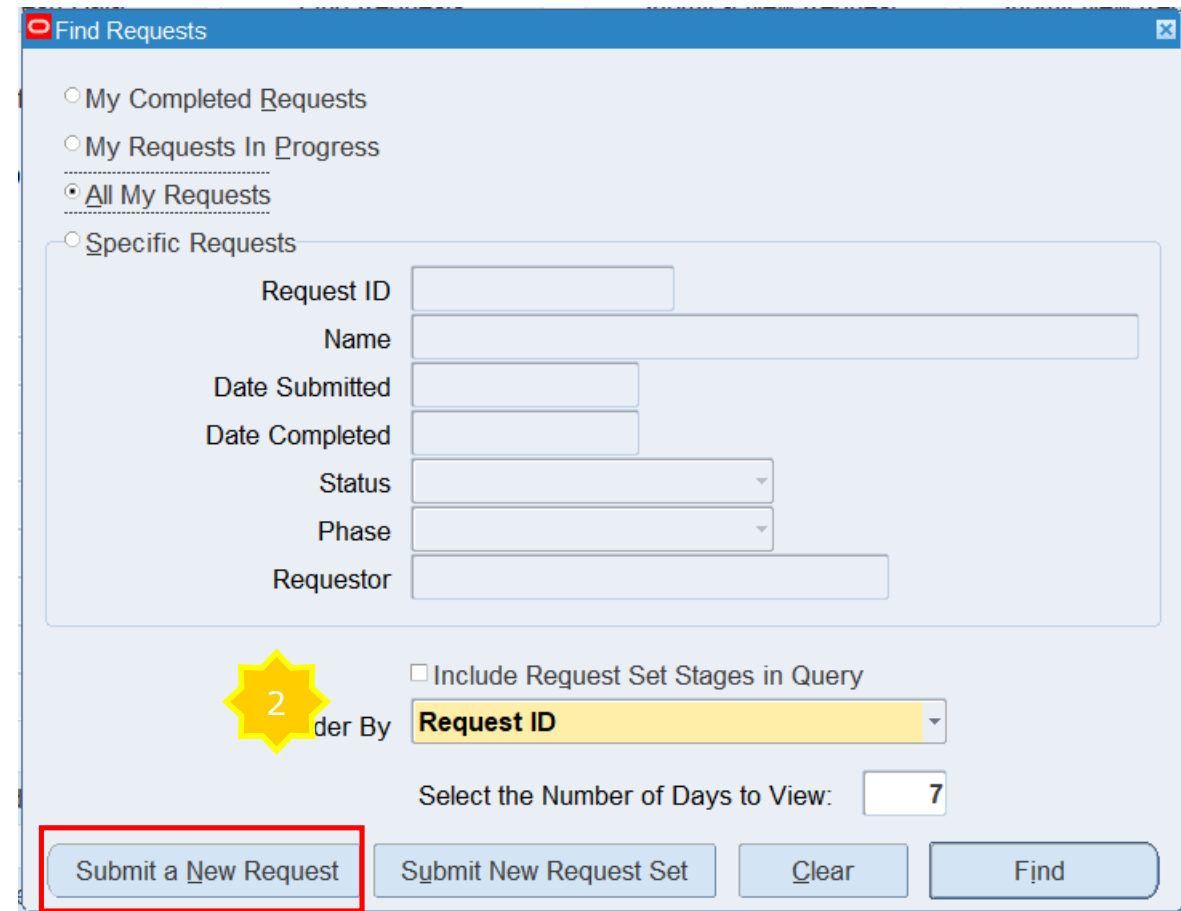 Find Requests
My Completed Requests
My Requests In Progress
All My Requests
Specific Requests
Request ID
Name
Date Submitted
Date Completed
Status
Phase
Requestor
Include Request Set Stages in Query
2
der By Request ID
Select the Number of Days to View: 7
Submit a New Request Submit New Request Set Clear Find